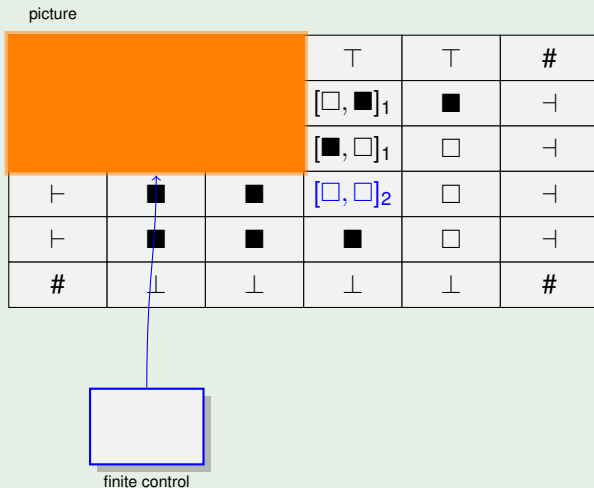 picture
⊤ ⊤ #
[□, ■]₁ ■ ⊣
[■, □]₁ □ ⊣
⊢ ■ ■ [□, □]₂ □ ⊣
⊢ ■ ■ ■ □ ⊣
# ⊥ ⊥ ⊥ ⊥ #
finite control